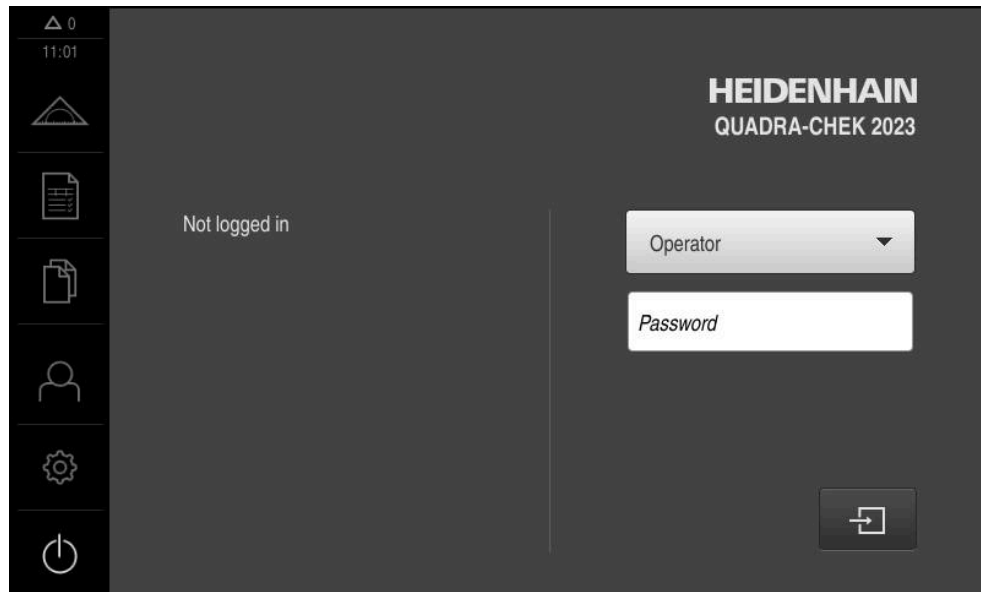 0
11:01
HEIDENHAIN
QUADRA-CHEK 2023
Not logged in
Operator
Password